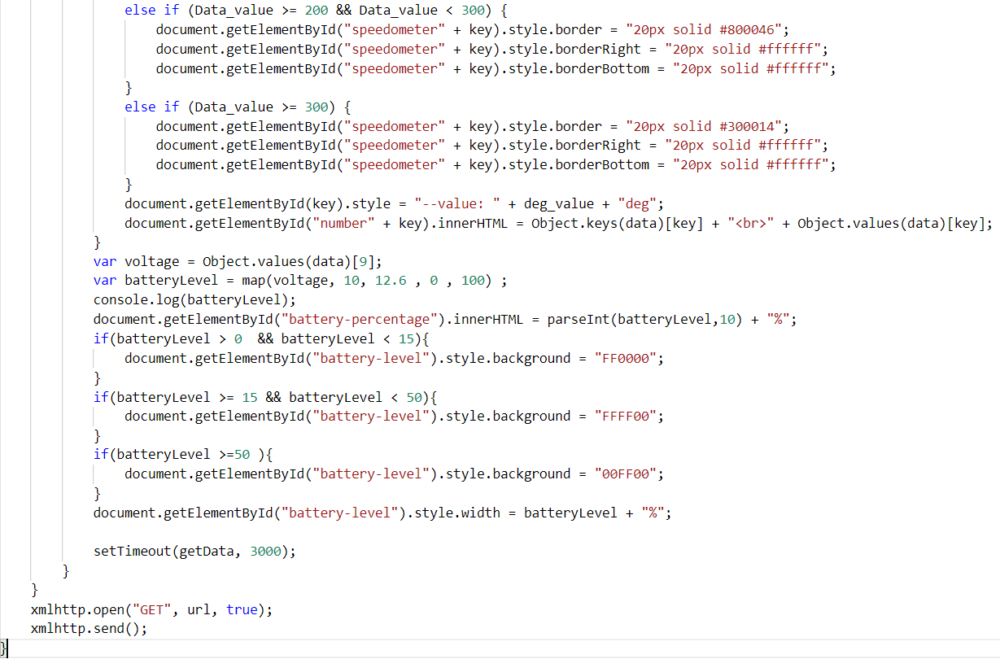 else if (Data_value >= 200 && Data_value < 300) {
document.getElementById("speedometer" + key).style.border = "20px solid #800046";
document.getElementById("speedometer" + key).style.borderRight = "20px solid #ffffff";
document.getElementById("speedometer" + key).style.borderBottom = "20px solid #ffffff";
}
else if (Data_value >= 300) {
document.getElementById("speedometer" + key).style.border = "20px solid #300014";
document.getElementById("speedometer" + key).style.borderRight = "20px solid #ffffff";
document.getElementById("speedometer" + key).style.borderBottom = "20px solid #ffffff";
}
document.getElementById(key).style = "--value: " + deg_value + "deg";
document.getElementById("number" + key).innerHTML = Object.keys(data)[key] + "<br>" + Object.values(data)[key];
}
var voltage = Object.values(data)[9];
var batteryLevel = map(voltage, 10, 12.6 , 0 , 100) ;
console.log(batteryLevel);
document.getElementById("battery-percentage").innerHTML = parseInt(batteryLevel,10) + "%";
if(batteryLevel > 0  && batteryLevel < 15){
document.getElementById("battery-level").style.background = "FF0000";
}
if(batteryLevel >= 15 && batteryLevel < 50){
document.getElementById("battery-level").style.background = "FFFF00";
}
if(batteryLevel >=50 ){
document.getElementById("battery-level").style.background = "00FF00";
}
document.getElementById("battery-level").style.width = batteryLevel + "%";
setTimeout(getData, 3000);
}
}
xmlhttp.open("GET", url, true);
xmlhttp.send();
}